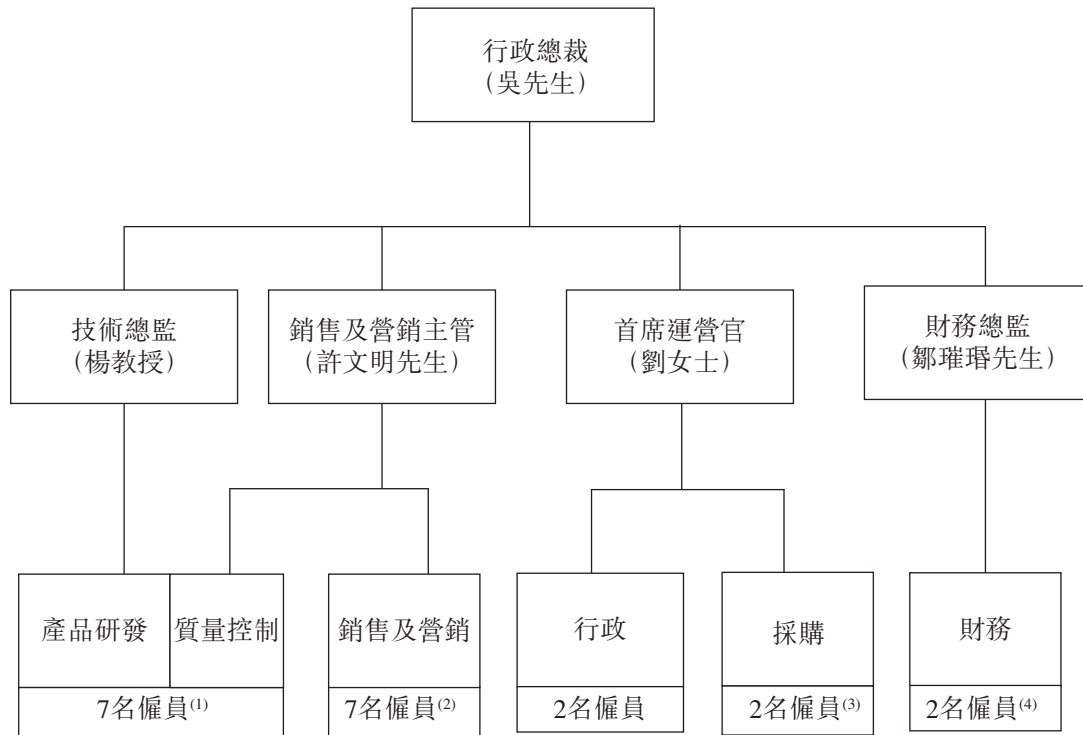 行政總裁
(吳先生)
技術總監
(楊教授)
銷售及營銷主管
(許文明先生)
首席運營官
(劉女士)
財務總監
(鄒璀瑉先生)
產品研發
質量控制
銷售及營銷
行政
採購
財務
7名僱員(1)
7名僱員(2)
2名僱員
2名僱員(3)
2名僱員(4)